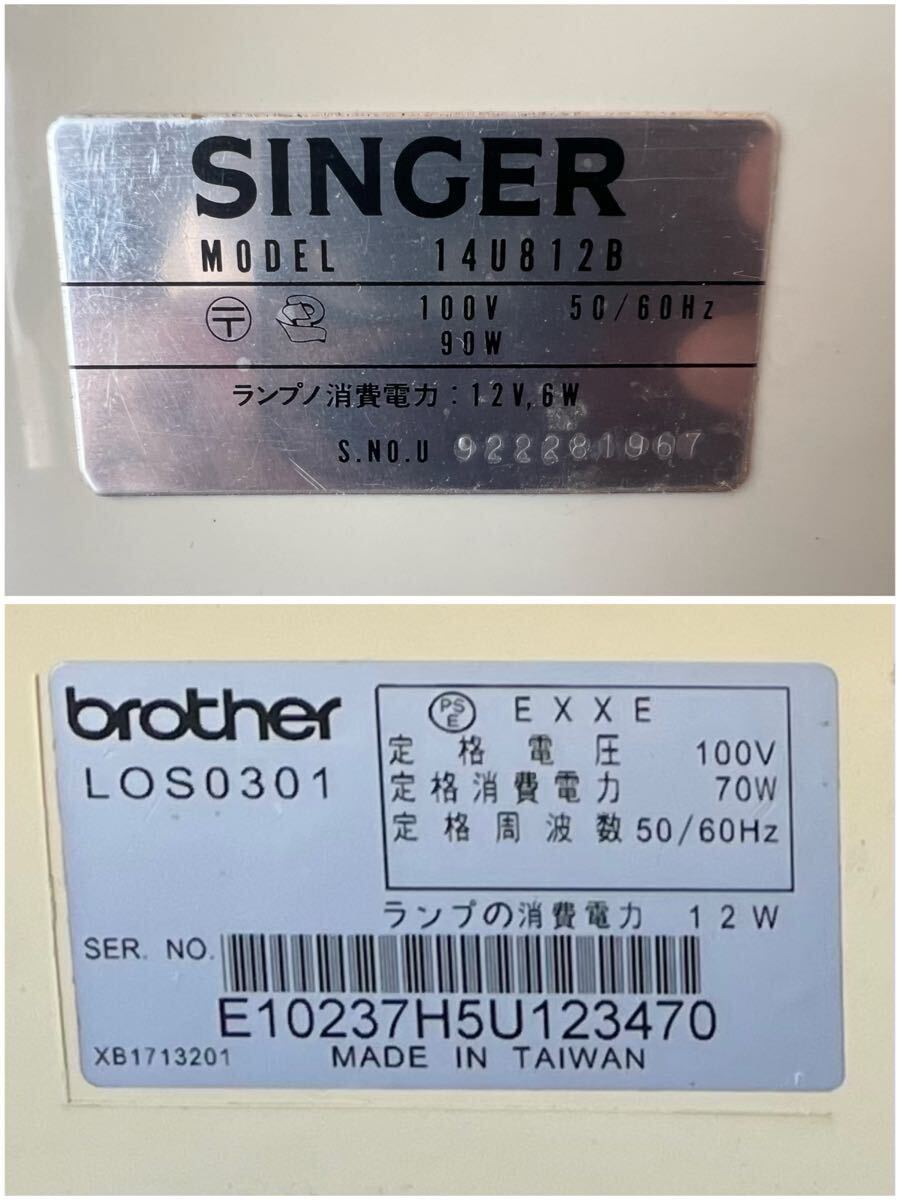 SINGER
MODEL 14U812B
〒 100V 50/60Hz
90W
ランプノ消費電力:12V,6W
S.NO.U 922281967
brother
LOS0301
PSE EXXE
定格電圧 100V
定格消費電力 70W
定格周波数 50/60Hz
ランプの消費電力 12W
SER. NO.
E10237H5U123470
XB1713201 MADE IN TAIWAN